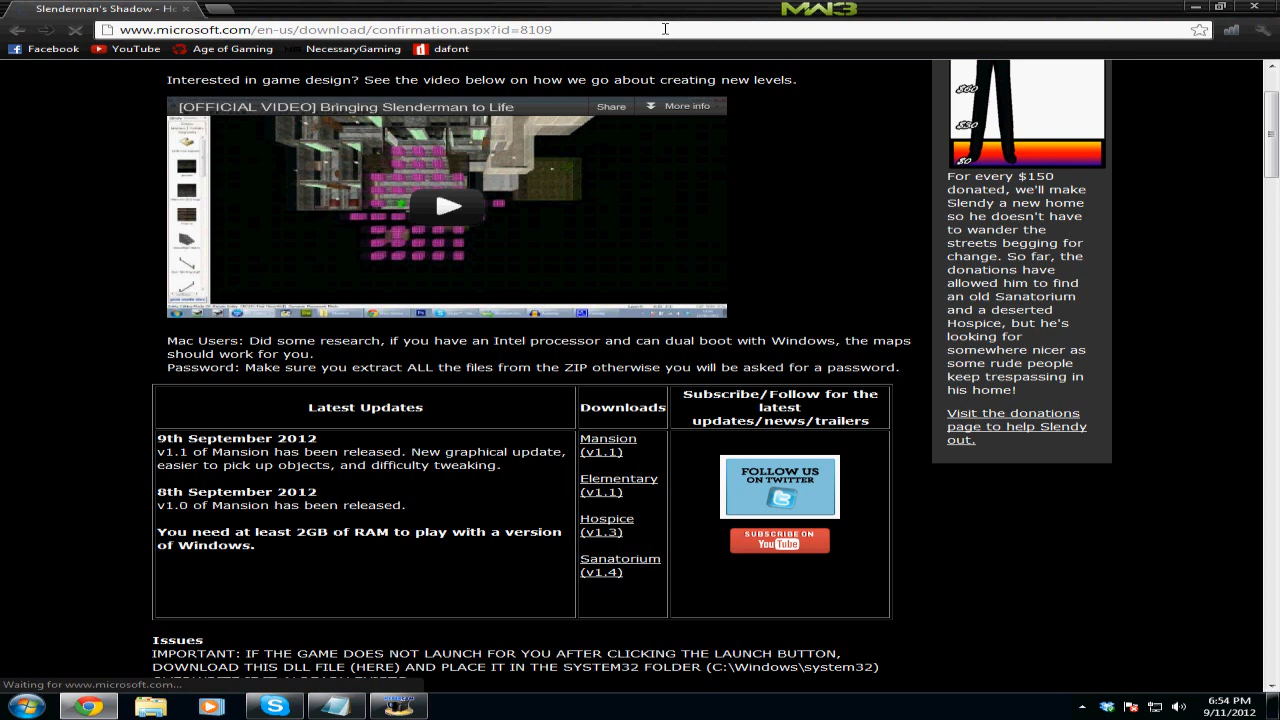 Slenderman's Shadow - Ho
MW3
www.microsoft.com/en-us/download/confirmation.aspx?id=8109
Facebook
YouTube
Age of Gaming
NecessaryGaming
dafont
Interested in game design? See the video below on how we go about creating new levels.
[OFFICIAL VIDEO] Bringing Slenderman to Life
Share
More info
$60
$30
$0
For every $150
donated, we'll make
Slendy a new home
so he doesn't have
to wander the
streets begging for
change. So far, the
donations have
allowed him to find
an old Sanatorium
and a deserted
Hospice, but he's
looking for
somewhere nicer as
some rude people
keep trespassing in
his home!
Visit the donations
page to help Slendy
out.
Mac Users: Did some research, if you have an Intel processor and can dual boot with Windows, the maps
should work for you.
Password: Make sure you extract ALL the files from the ZIP otherwise you will be asked for a password.
Latest Updates
Downloads
Subscribe/Follow for the
latest
updates/news/trailers
9th September 2012
v1.1 of Mansion has been released. New graphical update,
easier to pick up objects, and difficulty tweaking.
8th September 2012
v1.0 of Mansion has been released.
You need at least 2GB of RAM to play with a version
of Windows.
Mansion
(v1.1)
Elementary
(v1.1)
Hospice
(v1.3)
Sanatorium
(v1.4)
FOLLOW US
ON TWITTER
SUBSCRIBE ON
YouTube
Issues
IMPORTANT: IF THE GAME DOES NOT LAUNCH FOR YOU AFTER CLICKING THE LAUNCH BUTTON,
DOWNLOAD THIS DLL FILE (HERE) AND PLACE IT IN THE SYSTEM32 FOLDER (C:\Windows\system32)
Waiting for www.microsoft.com...
6:54 PM
9/11/2012